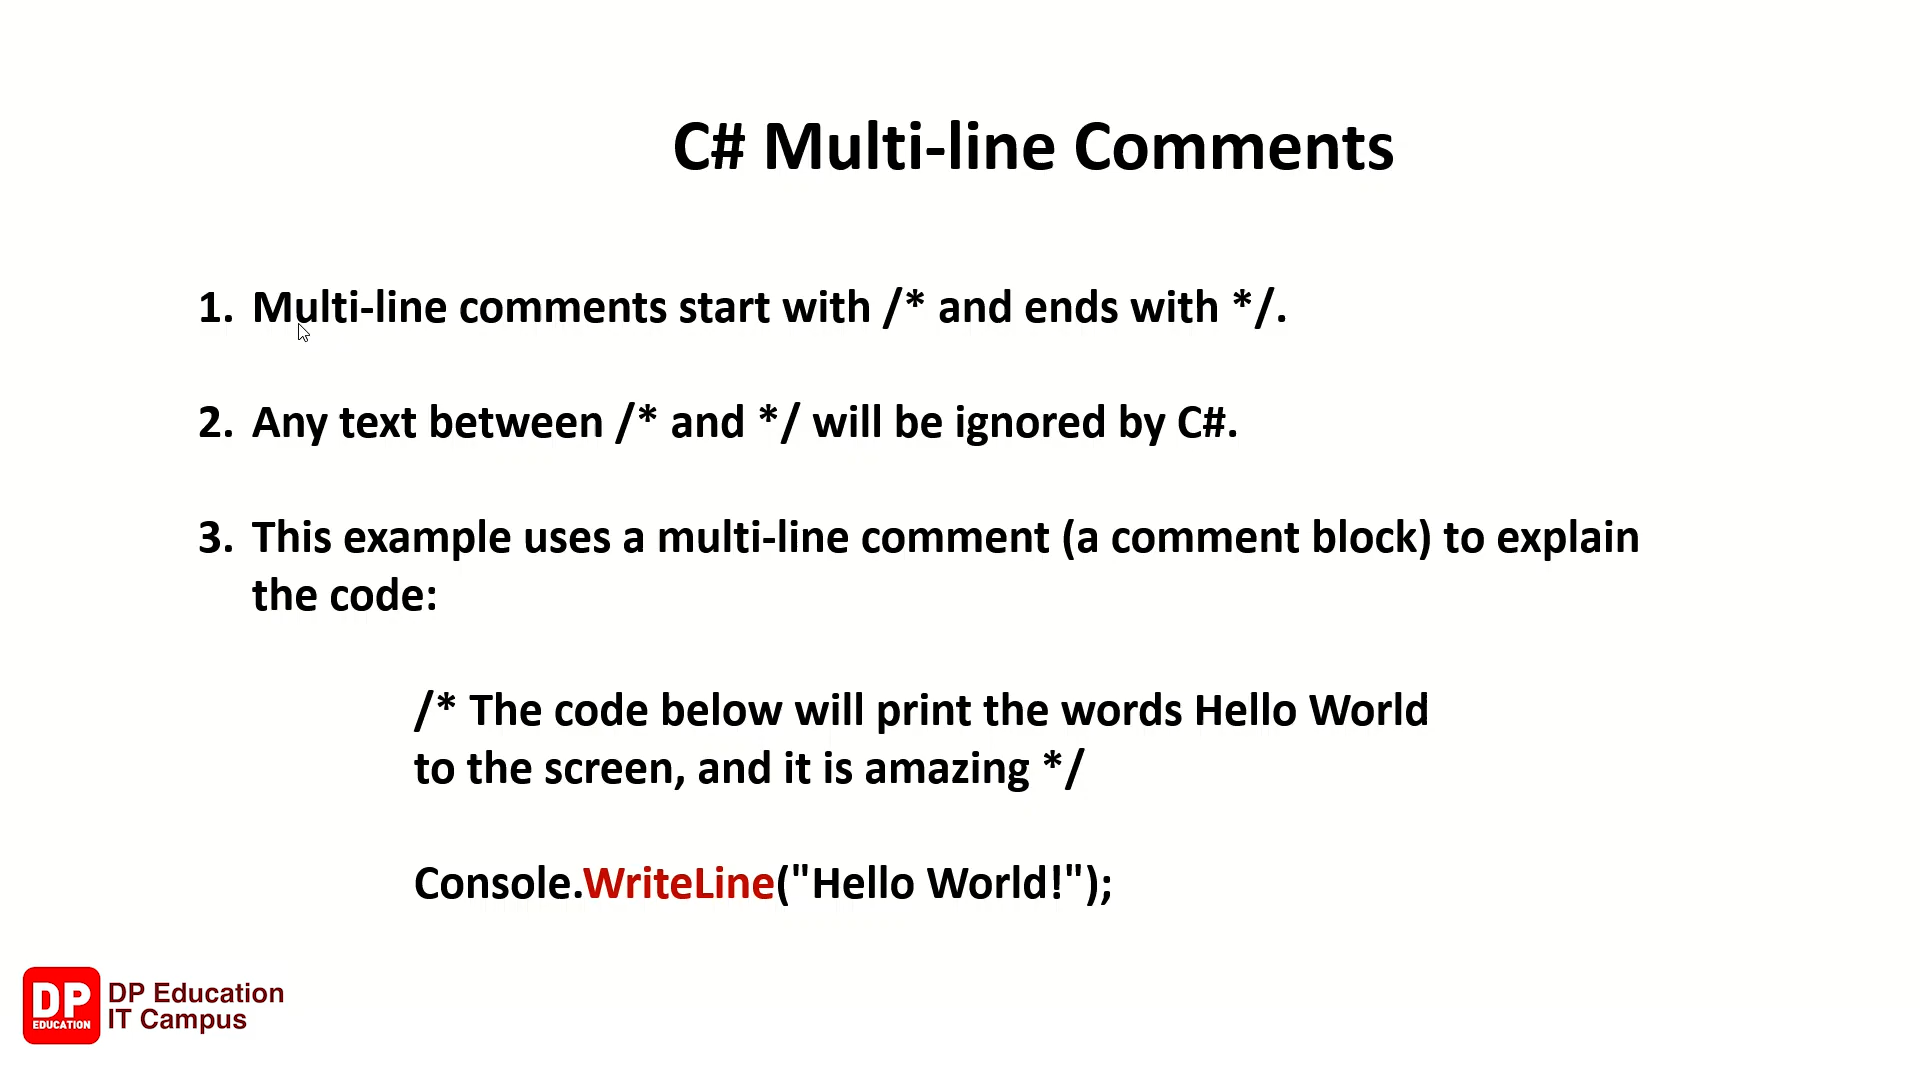 C# Multi-line Comments
1. Multi-line comments start with /* and ends with */.
2. Any text between /* and */ will be ignored by C#.
3. This example uses a multi-line comment (a comment block) to explain
the code:
/* The code below will print the words Hello World
to the screen, and it is amazing */
Console.WriteLine("Hello World!");
DP
EDUCATION
DP Education
IT Campus